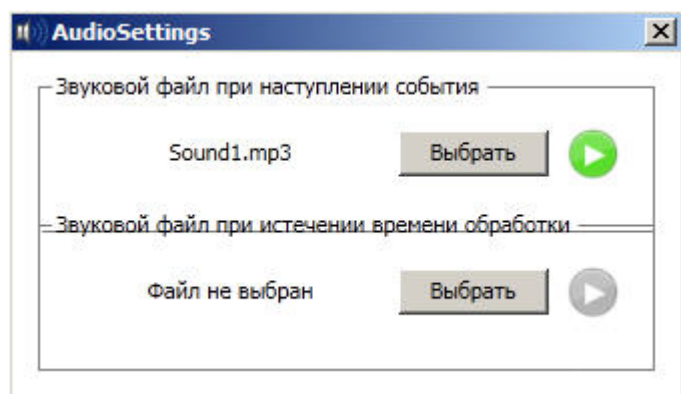 AudioSettings
Звуковой файл при наступлении события
Sound1.mp3 Выбрать
Звуковой файл при истечении времени обработки
Файл не выбран Выбрать